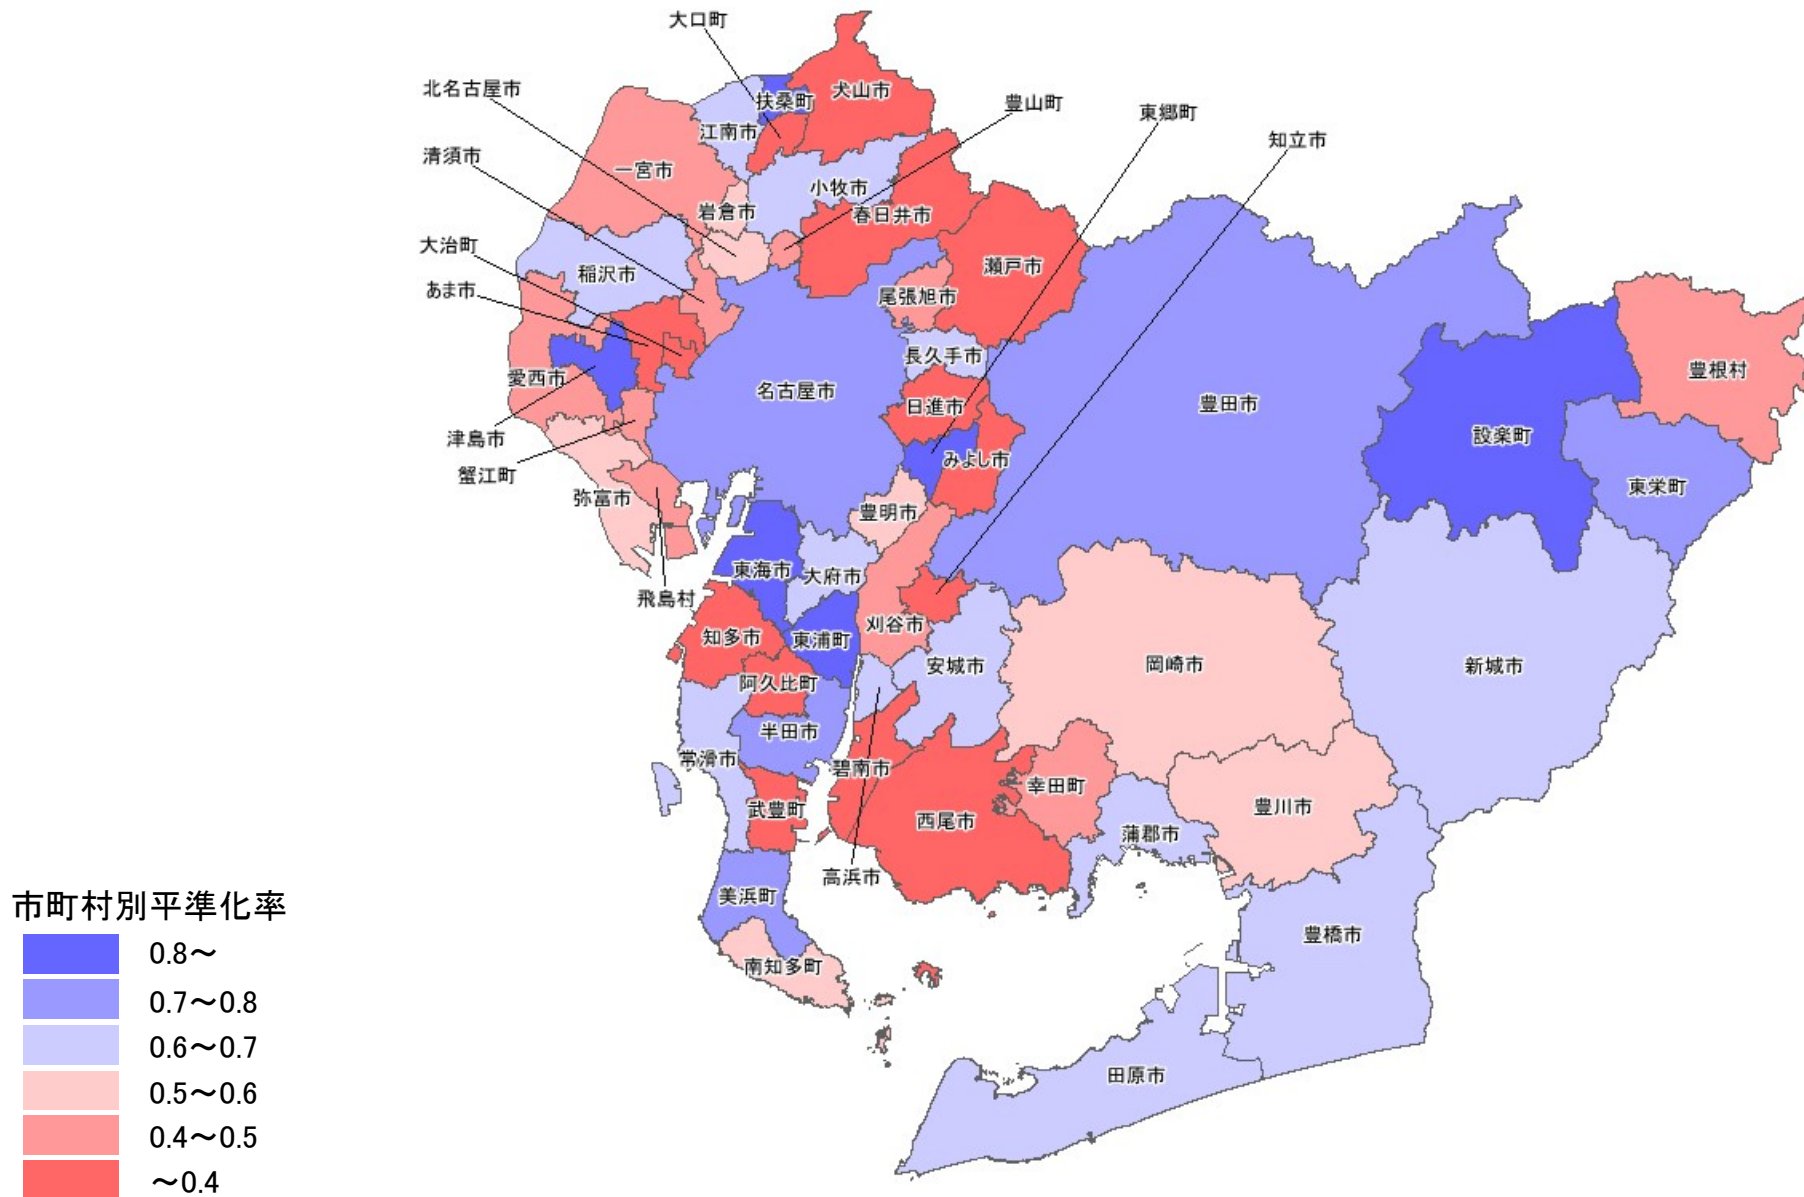 大口町
北名古屋市
扶桑町
犬山市
豊山町
東郷町
江南市
知立市
清須市
一宮市
小牧市
岩倉市
春日井市
大治町
稲沢市
瀬戸市
あま市
尾張旭市
長久手市
豊根村
愛西市
名古屋市
日進市
豊田市
津島市
設楽町
みよし市
蟹江町
東栄町
弥富市
豊明市
東海市
大府市
飛島村
刈谷市
知多市
東浦町
安城市
岡崎市
新城市
阿久比町
半田市
常滑市
碧南市
幸田町
武豊町
西尾市
豊川市
蒲郡市
高浜市
美浜町
豊橋市
南知多町
田原市
市町村別平準化率
0.8～
0.7～0.8
0.6～0.7
0.5～0.6
0.4～0.5
～0.4